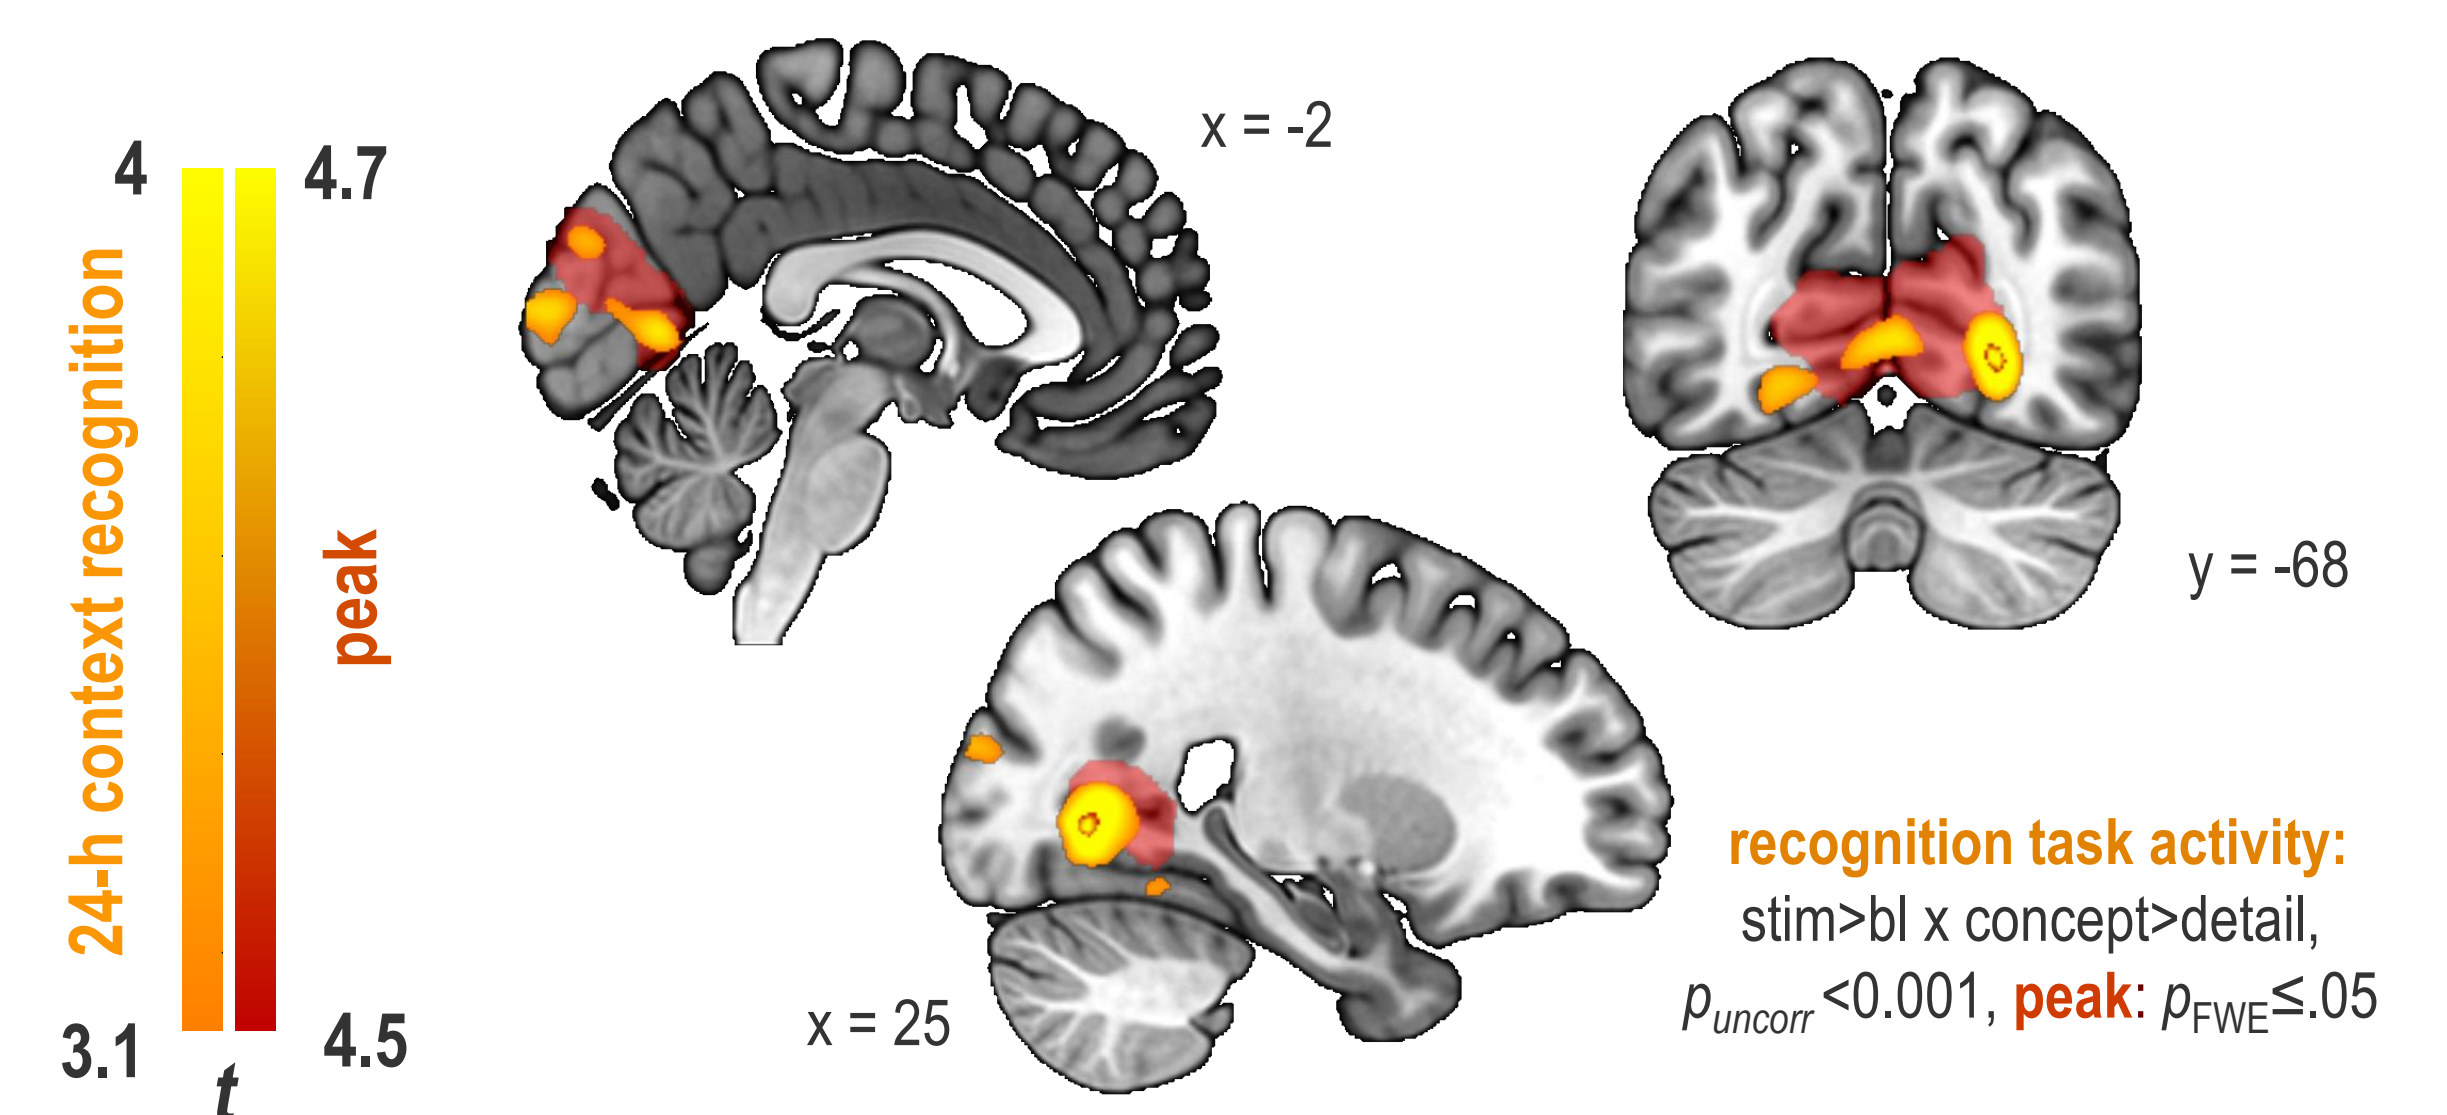 4
4.7
24-h context recognition
peak
3.1
4.5
t
x = -2
y = -68
x = 25
recognition task activity:
stim>bl x concept>detail,
puncorr <0.001, peak: pFWE≤.05